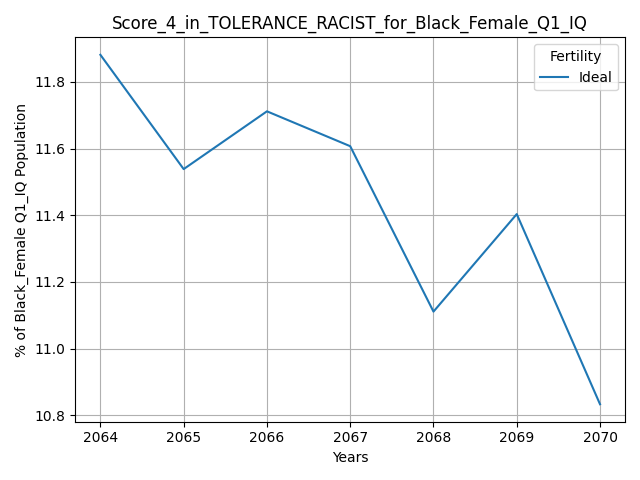 Score_4_in_TOLERANCE_RACIST_for_Black_Female_Q1_IQ
Fertility
Ideal
% of Black_Female Q1_IQ Population
11.8
11.6
11.4
11.2
11.0
10.8
2064 2065 2066 2067 2068 2069 2070
Years